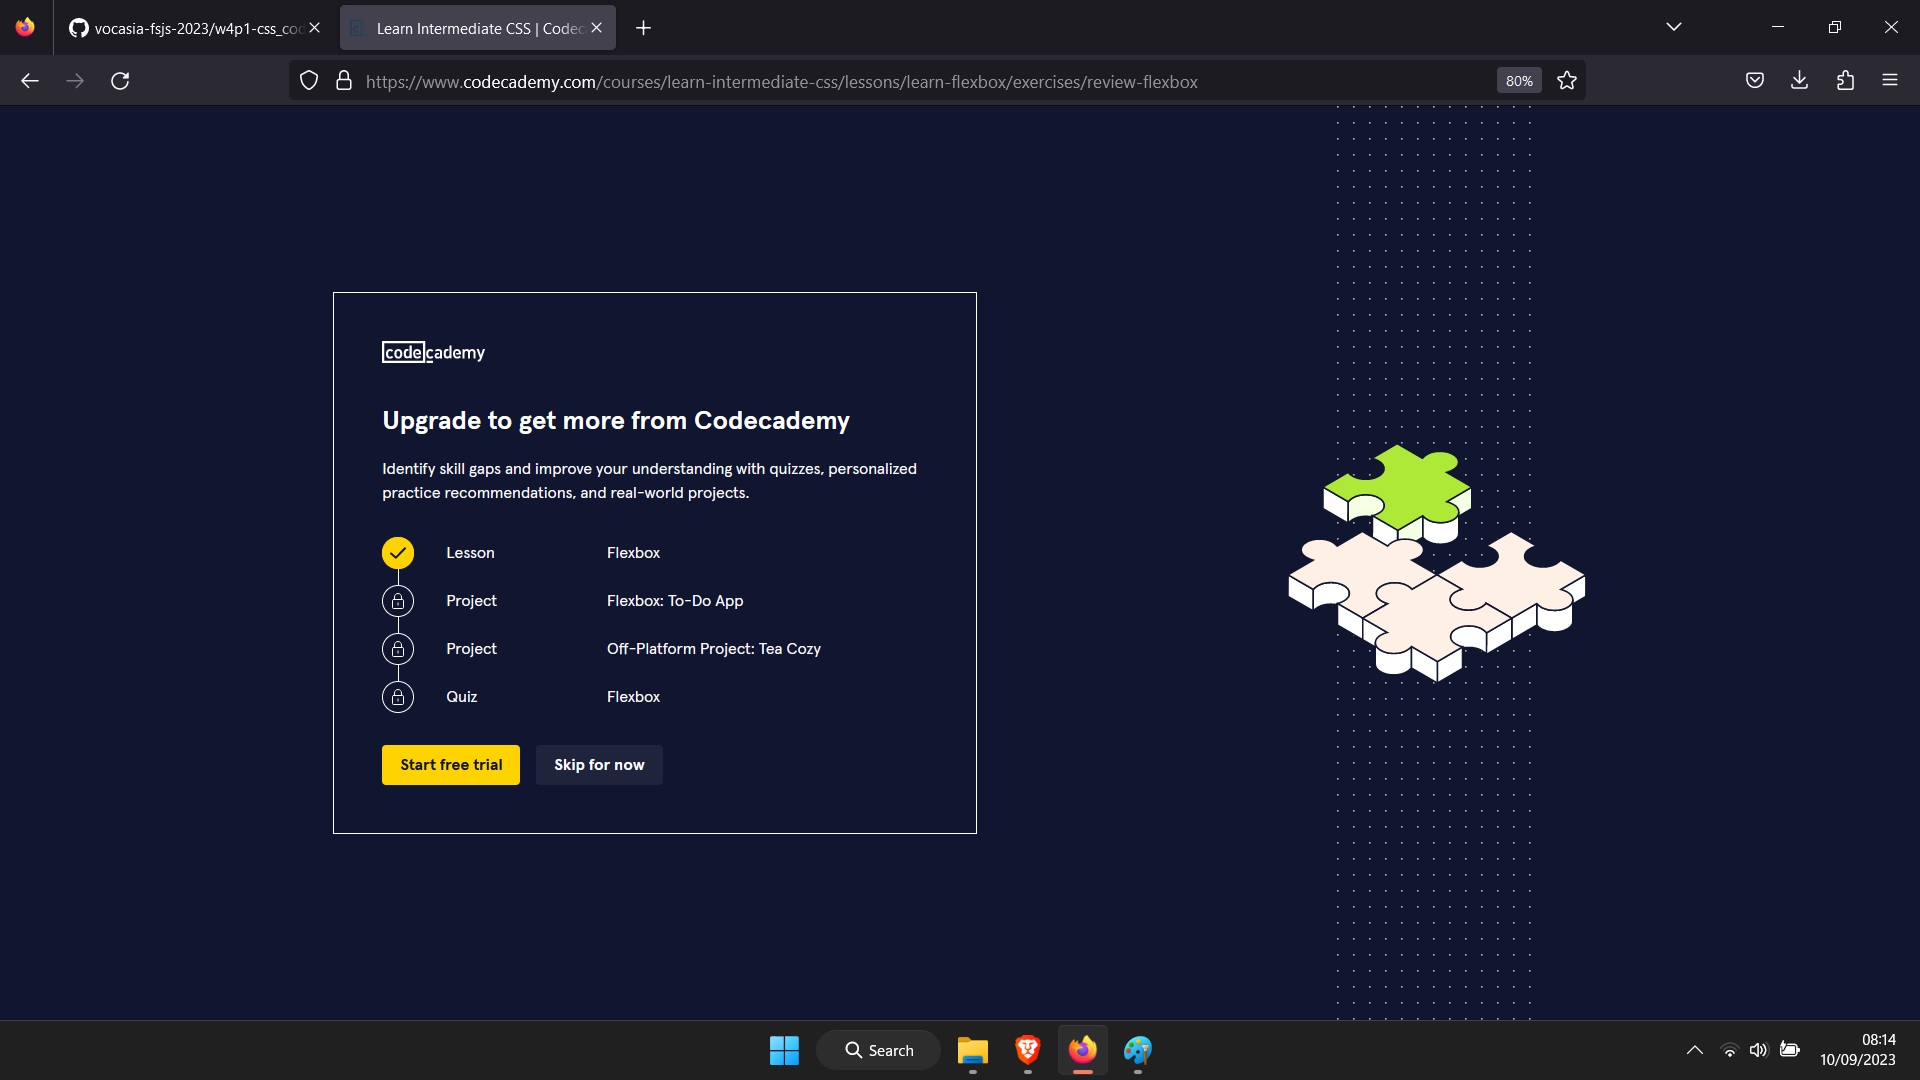 vocasia-fsjs-2023/w4p1-css_coc
Learn Intermediate CSS | Codec
https://www.codecademy.com/courses/learn-intermediate-css/lessons/learn-flexbox/exercises/review-flexbox
80%
codecademy
Upgrade to get more from Codecademy
Identify skill gaps and improve your understanding with quizzes, personalized
practice recommendations, and real-world projects.
Lesson Flexbox
Project Flexbox: To-Do App
Project Off-Platform Project: Tea Cozy
Quiz Flexbox
Start free trial Skip for now
Search
08:14
10/09/2023